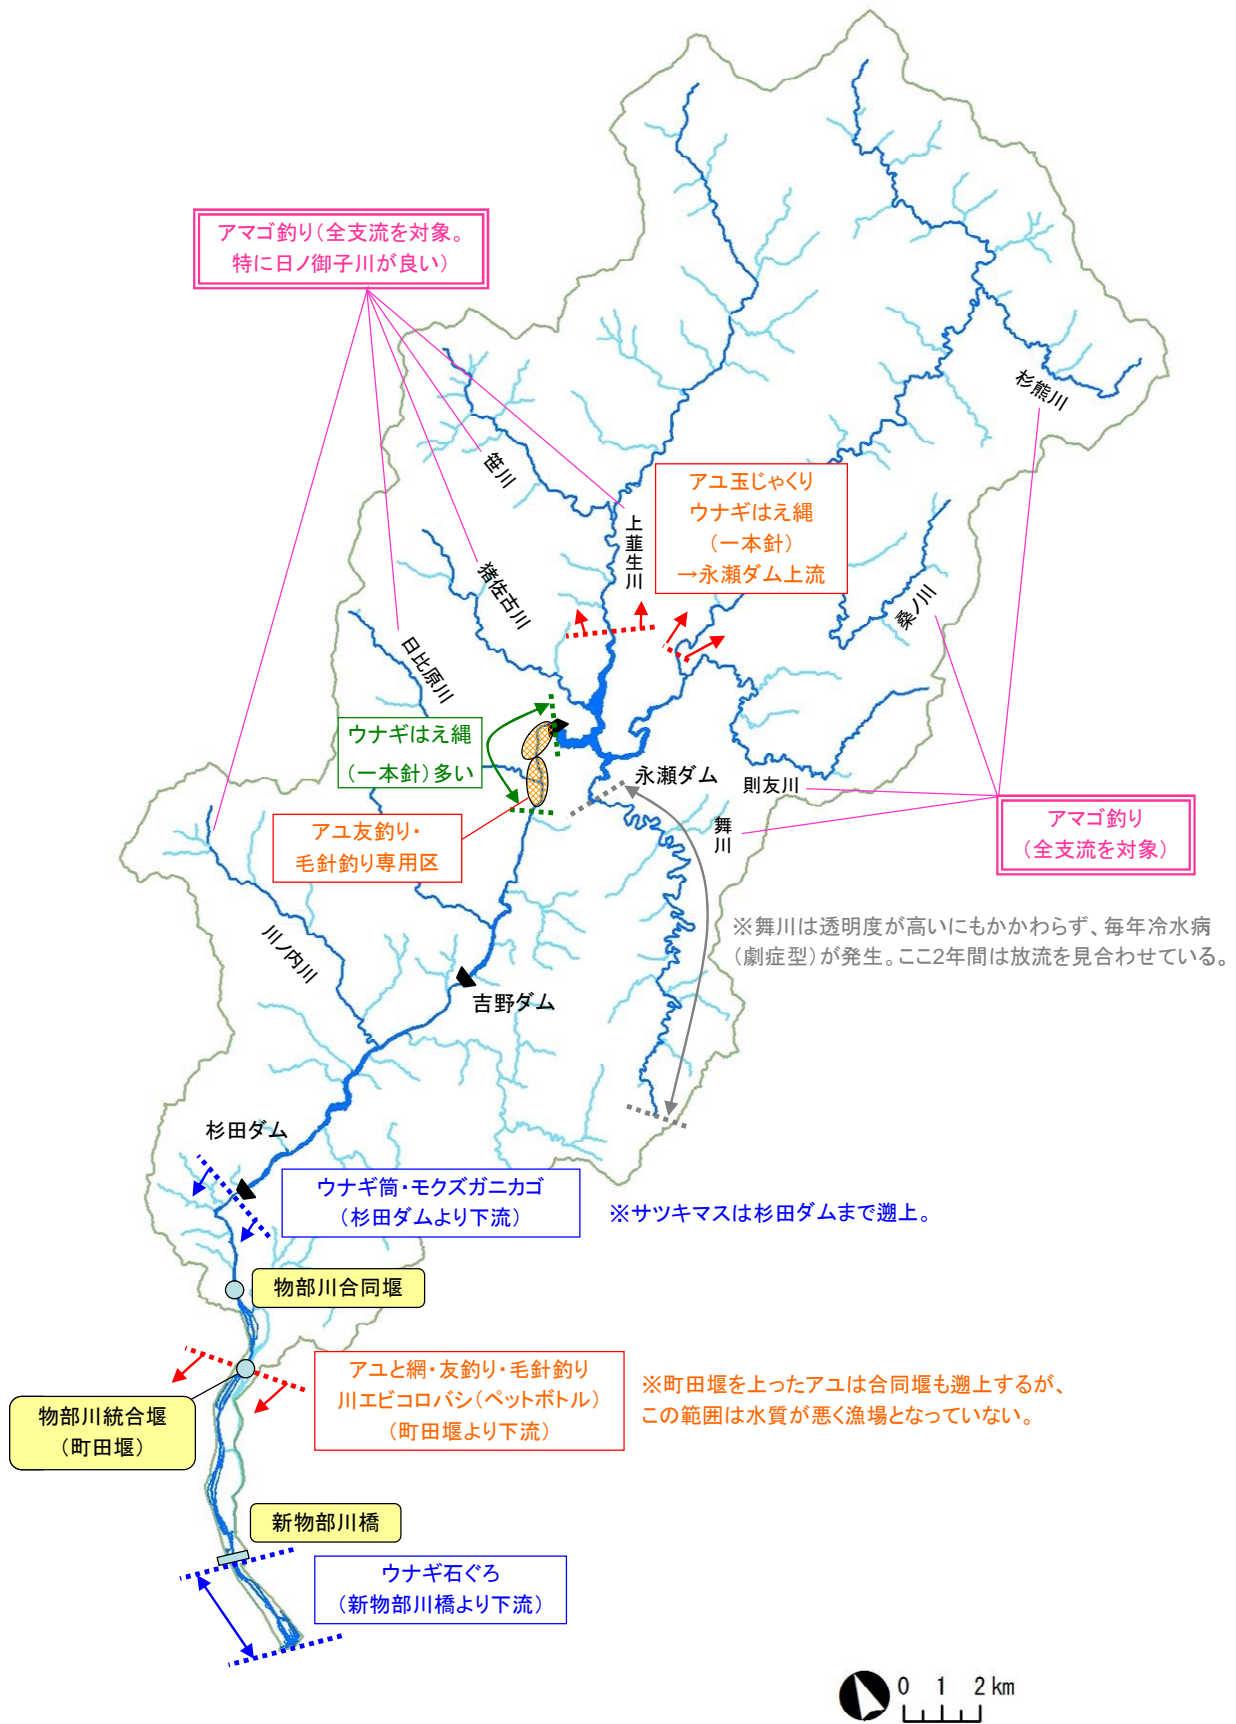 アマゴ釣り（全支流を対象。
特に日ノ御子川が良い）
杉熊川
笹川
アユ玉じゃくり
ウナギはえ縄
（一本針）
→永瀬ダム上流
上韮生川
猪佐古川
桑ノ川
日比原川
ウナギはえ縄
（一本針）多い
永瀬ダム
則友川
アマゴ釣り
（全支流を対象）
アユ友釣り・
毛針釣り専用区
舞川
※舞川は透明度が高いにもかかわらず、毎年冷水病
（劇症型）が発生。ここ2年間は放流を見合わせている。
川ノ内川
吉野ダム
杉田ダム
ウナギ筒・モクズガニカゴ
（杉田ダムより下流）
※サツキマスは杉田ダムまで遡上。
物部川合同堰
アユと網・友釣り・毛針釣り
川エビコロバシ（ペットボトル）
（町田堰より下流）
※町田堰を上ったアユは合同堰も遡上するが、
この範囲は水質が悪く漁場となっていない。
物部川統合堰
（町田堰）
新物部川橋
ウナギ石ぐろ
（新物部川橋より下流）
0 1 2 km